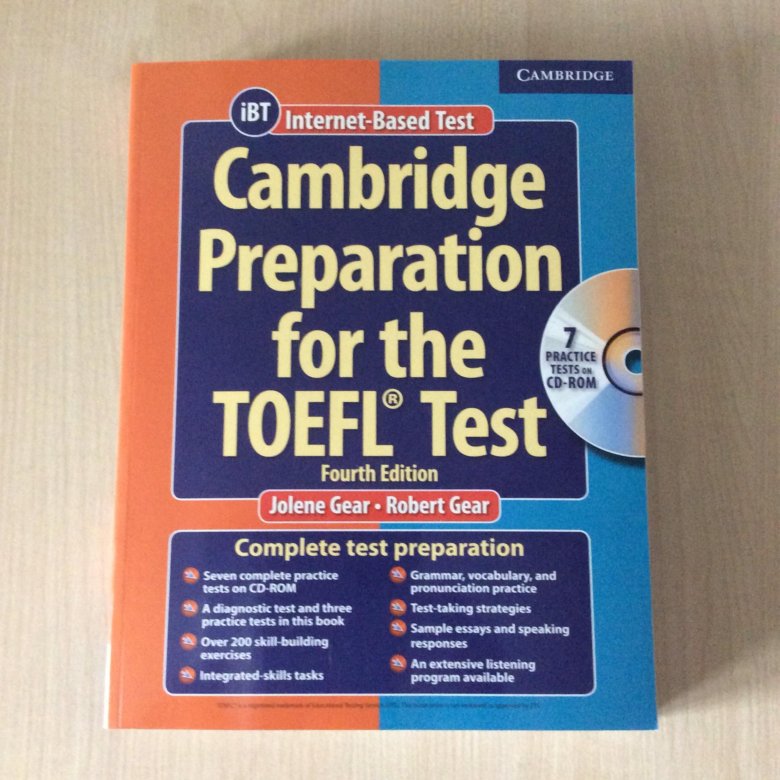 CAMBRIDGE
iBT
Internet-Based Test
Cambridge
Preparation
for the
TOEFL® Test
Fourth Edition
7
PRACTICE
TESTS ON
CD-ROM
Jolene Gear • Robert Gear
Complete test preparation
Seven complete practice
tests on CD-ROM
A diagnostic test and three
practice tests in this book
Over 200 skill-building
exercises
Integrated-skills tasks
Grammar, vocabulary, and
pronunciation practice
Test-taking strategies
Sample essays and speaking
responses
An extensive listening
program available